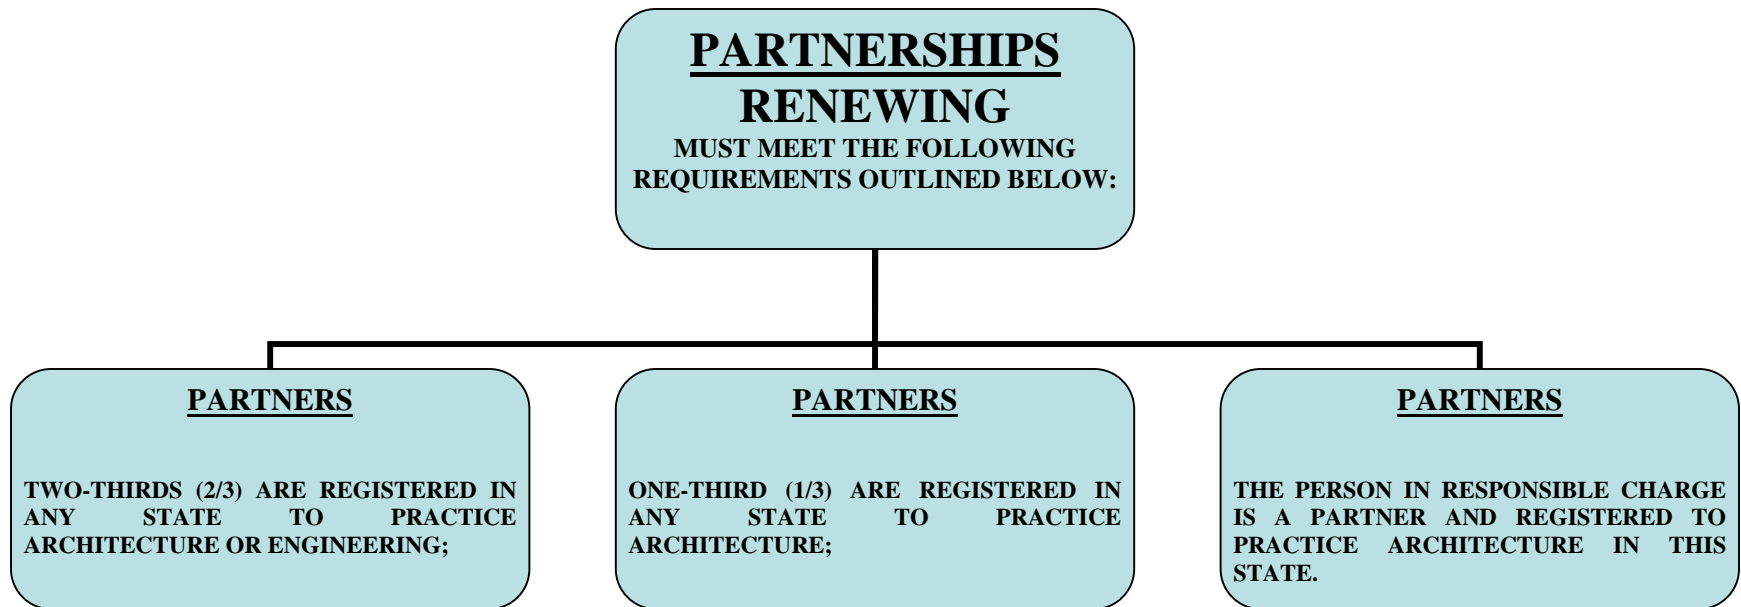 PARTNERSHIPS
RENEWING
MUST MEET THE FOLLOWING
REQUIREMENTS OUTLINED BELOW:
PARTNERS
TWO-THIRDS (2/3) ARE REGISTERED IN
ANY STATE TO PRACTICE
ARCHITECTURE OR ENGINEERING;
PARTNERS
ONE-THIRD (1/3) ARE REGISTERED IN
ANY STATE TO PRACTICE
ARCHITECTURE;
PARTNERS
THE PERSON IN RESPONSIBLE CHARGE
IS A PARTNER AND REGISTERED TO
PRACTICE ARCHITECTURE IN THIS
STATE.